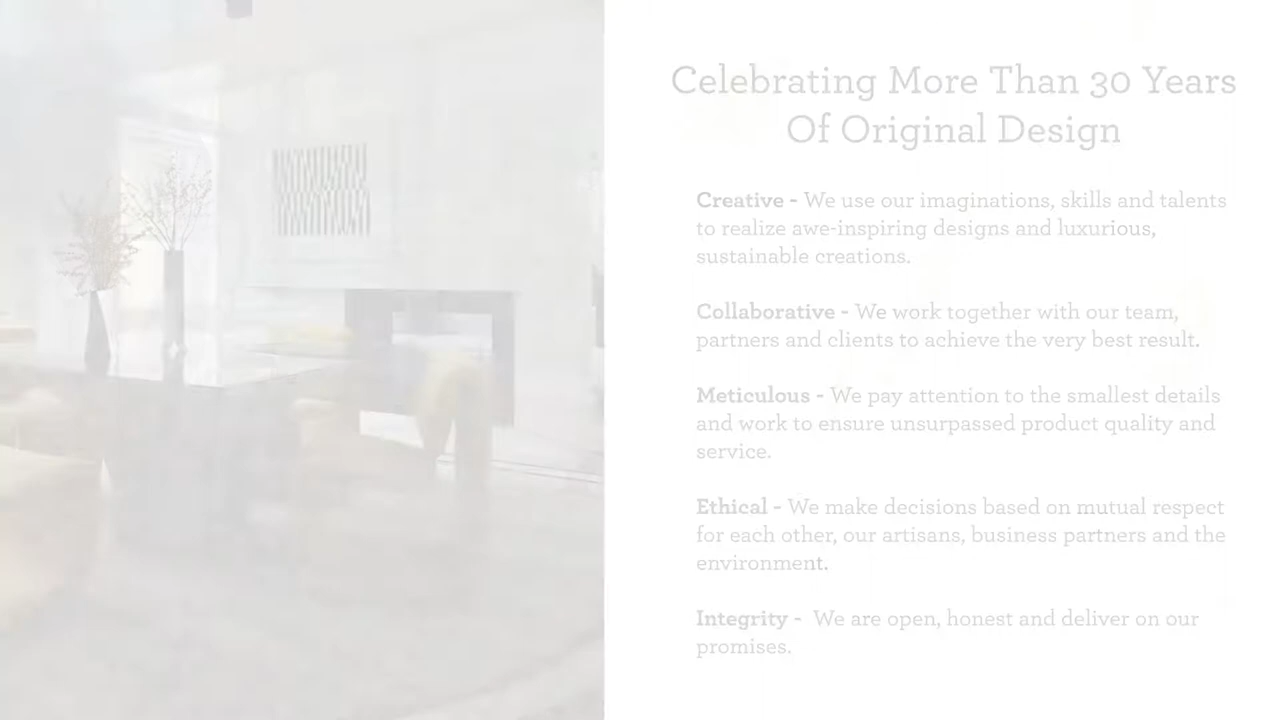 Celebrating More Than 30 Years
Of Original Design
Creative - We use our imaginations, skills and talents
to realize awe-inspiring designs and luxurious,
sustainable creations.
Collaborative - We work together with our team,
partners and clients to achieve the very best result.
Meticulous - We pay attention to the smallest details
and work to ensure unsurpassed product quality and
service.
Ethical - We make decisions based on mutual respect
for each other, our artisans, business partners and the
environment.
Integrity -  We are open, honest and deliver on our
promises.